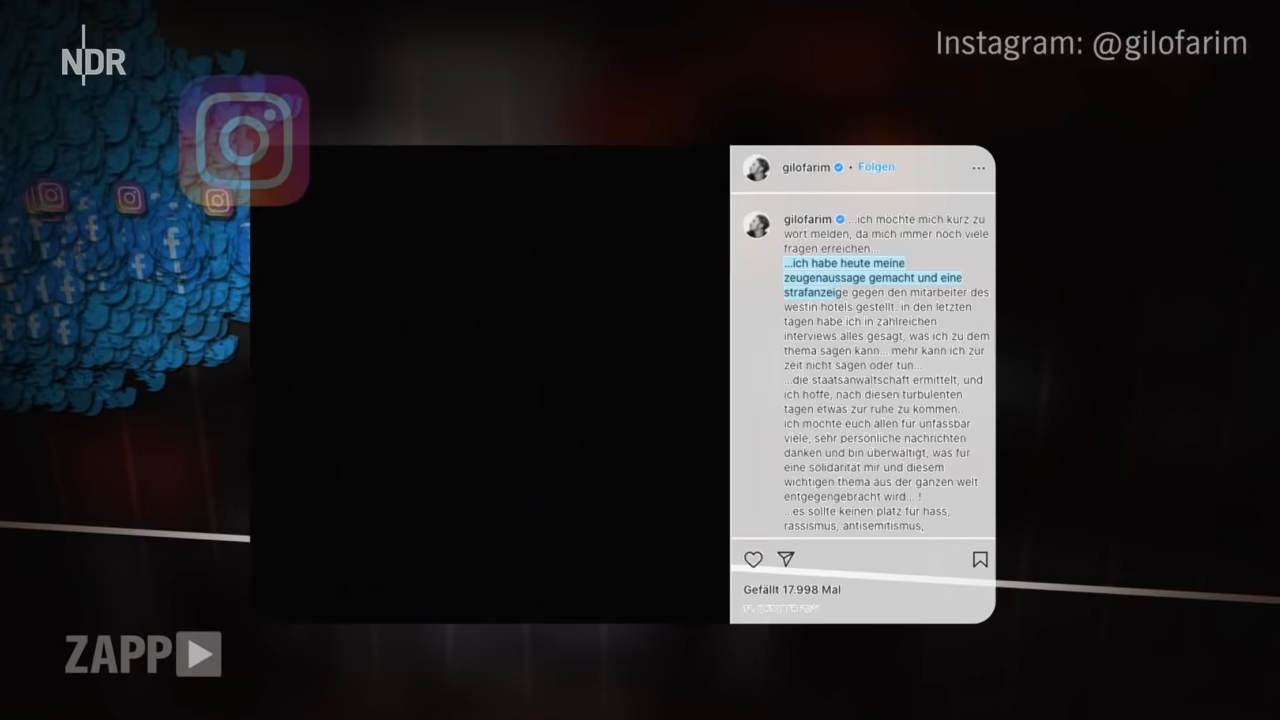 NDR
Instagram: @gilofarim
gilofarim • Folgen
gilofarim ...ich möchte mich kurz zu
wort melden, da mich immer noch viele
fragen erreichen...
...ich habe heute meine
zeugenaussage gemacht und eine
strafanzeige gegen den mitarbeiter des
westin hotels gestellt. in den letzten
tagen habe ich in zahlreichen
interviews alles gesagt, was ich zu dem
thema sagen kann... mehr kann ich zur
zeit nicht sagen oder tun...
...die staatsanwaltschaft ermittelt, und
ich hoffe, nach diesen turbulenten
tagen etwas zur ruhe zu kommen..
ich möchte euch allen für unfassbar
viele, sehr persönliche nachrichten
danken und bin überwältigt, was für
eine solidarität mir und diesem
wichtigen thema aus der ganzen welt
entgegengebracht wird... !
...es sollte keinen platz für hass,
rassismus, antisemitismus,
Gefällt 17.998 Mal
ZAPP